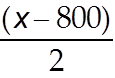 (x – 800)
2